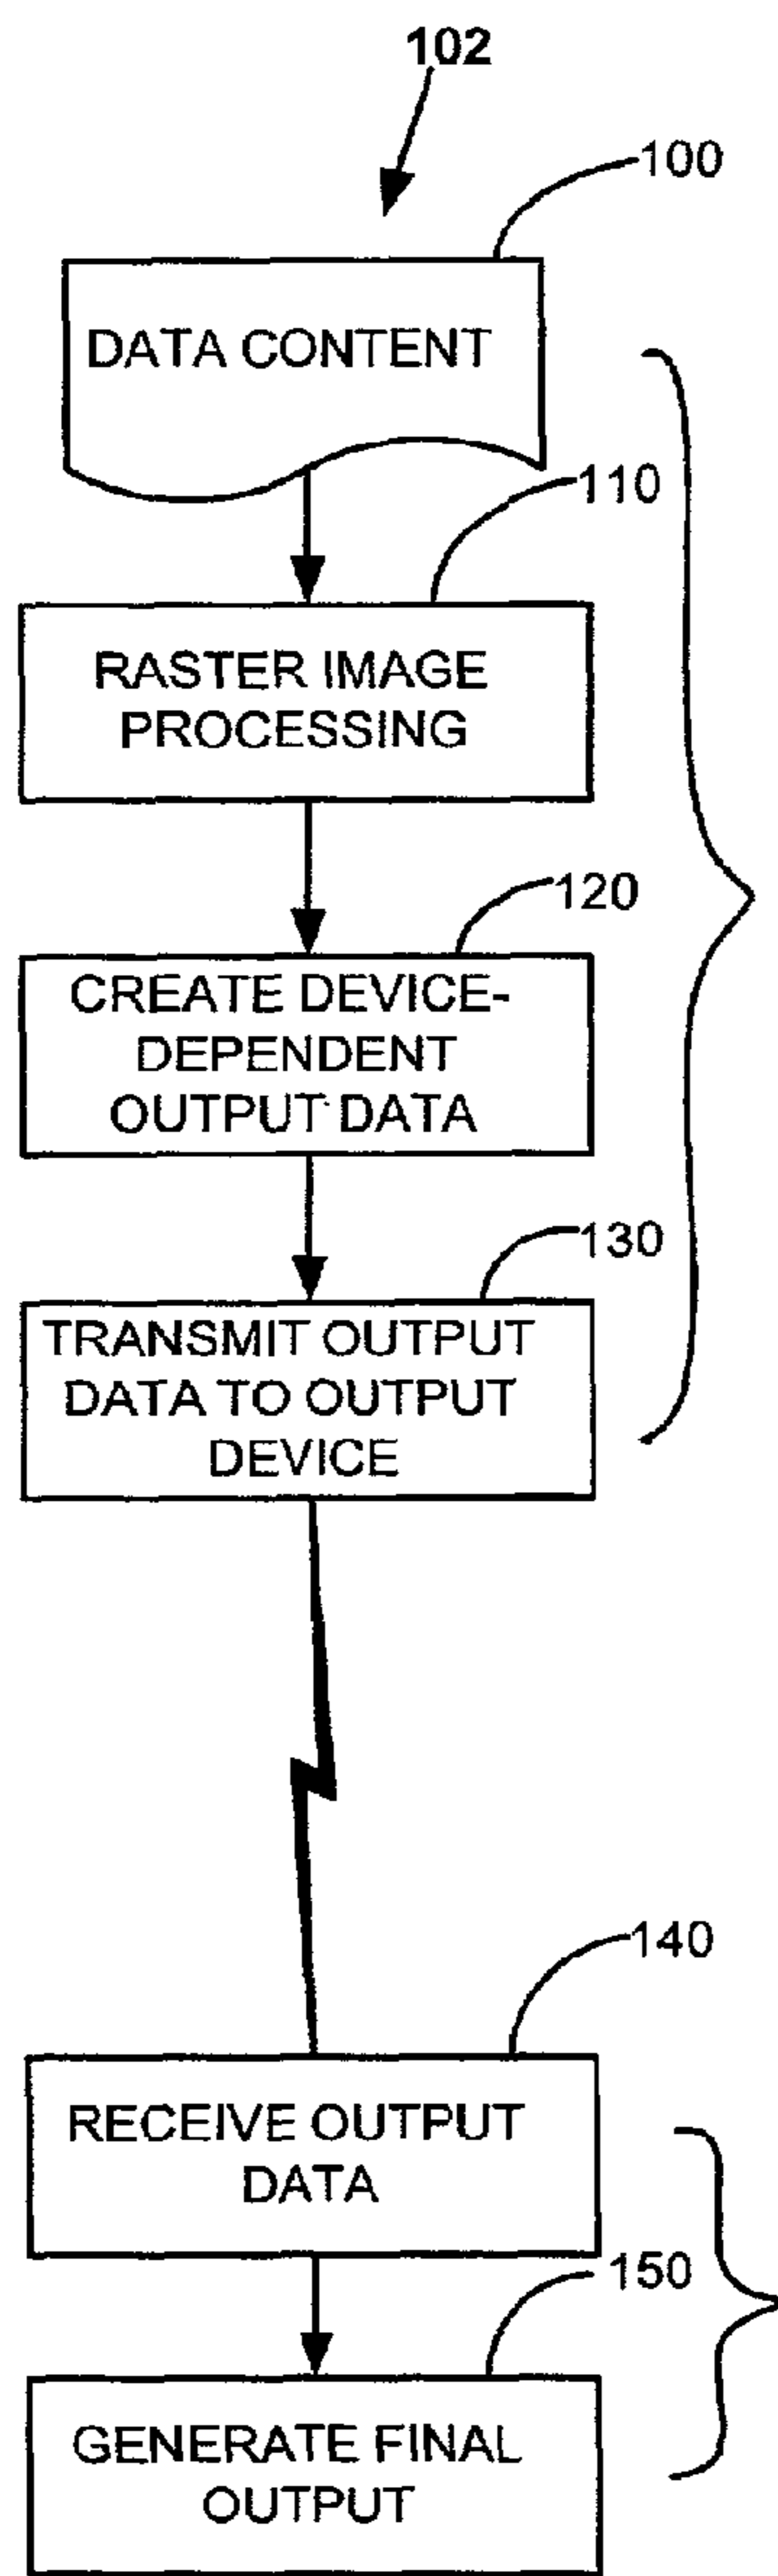 102
100
DATA CONTENT
110
RASTER IMAGE
PROCESSING
120
CREATE DEVICE-
DEPENDENT
OUTPUT DATA
130
TRANSMIT OUTPUT
DATA TO OUTPUT
DEVICE
140
RECEIVE OUTPUT
DATA
150
GENERATE FINAL
OUTPUT